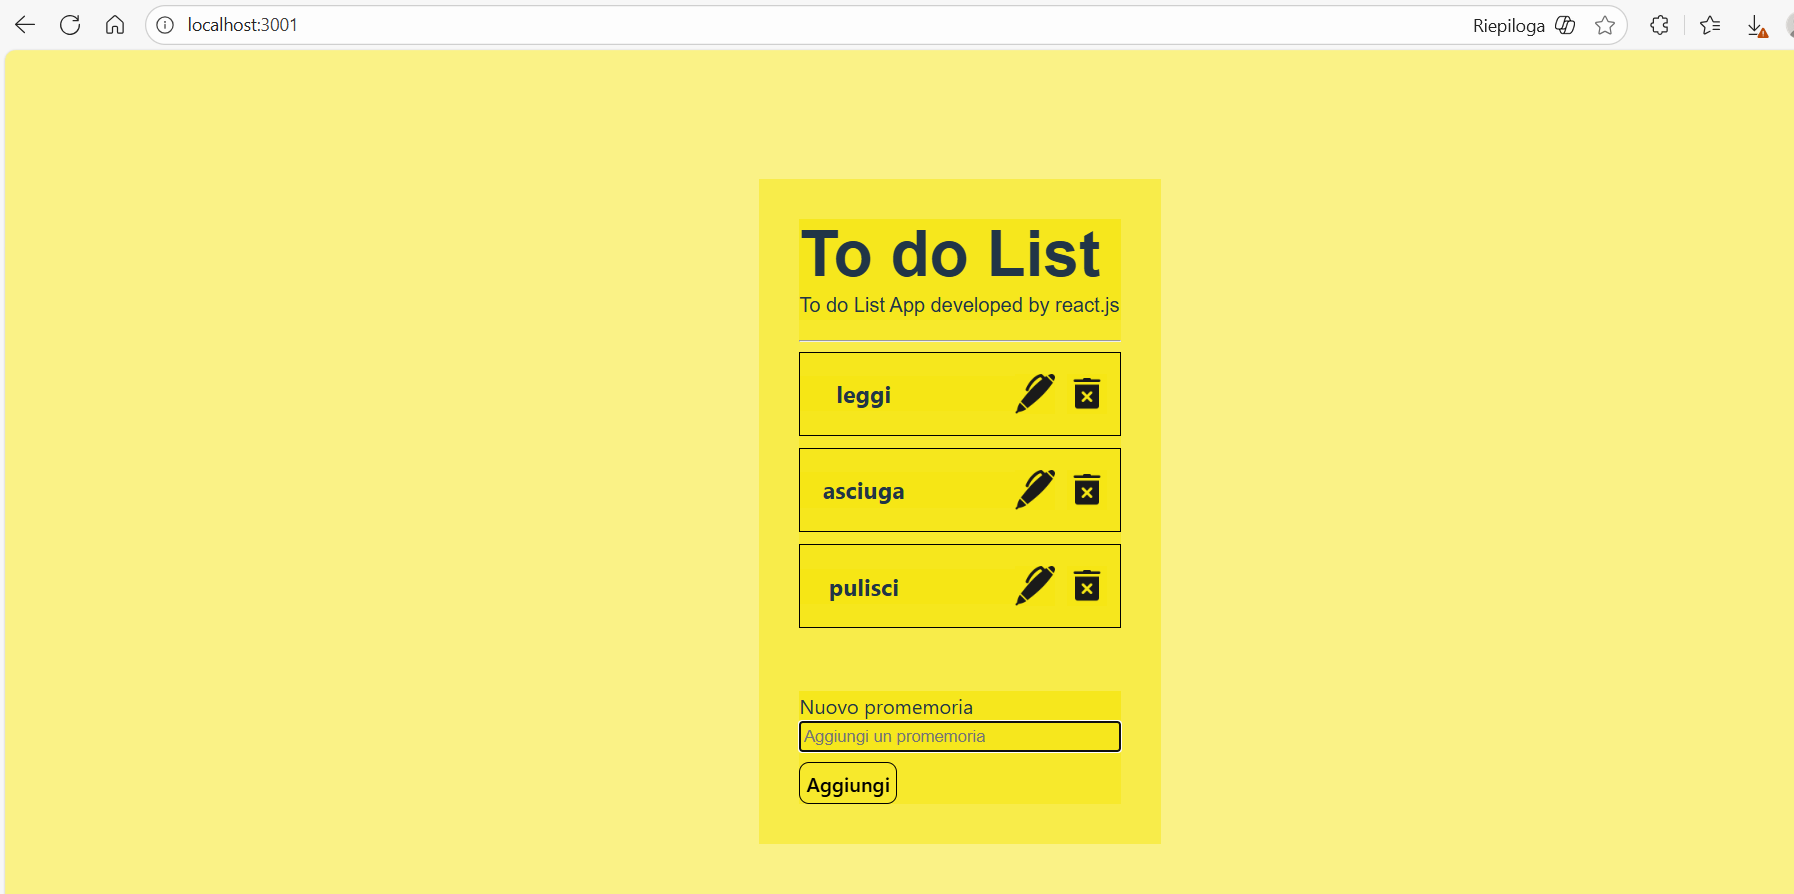 localhost:3001
Riepiloga
To do List
To do List App developed by react.js
leggi
asciuga
pulisci
Nuovo promemoria
Aggiungi un promemoria
Aggiungi